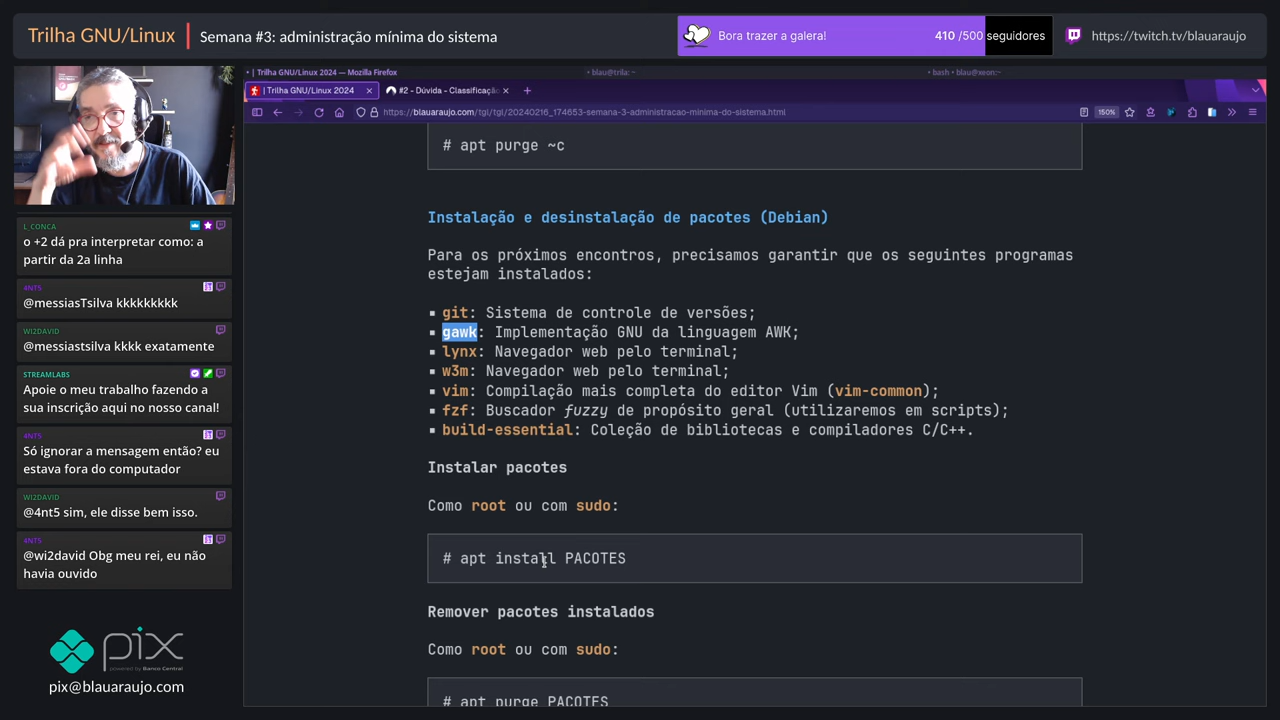 Trilha GNU/Linux
Semana #3: administração mínima do sistema
Bora trazer a galera!
410 /500 seguidores
https://twitch.tv/blauaraujo
| Trilha GNU/Linux 2024 — Mozilla Firefox
blau@trila: ~
bash • blau@xeon:~
| Trilha GNU/Linux 2024
#2 - Dúvida - Classificação
https://blauaraujo.com/tgl/tgl/20240216_174653-semana-3-administracao-minima-do-sistema.html
150%
# apt purge ~c
Instalação e desinstalação de pacotes (Debian)
Para os próximos encontros, precisamos garantir que os seguintes programas
estejam instalados:
▪ git: Sistema de controle de versões;
▪ gawk: Implementação GNU da linguagem AWK;
▪ lynx: Navegador web pelo terminal;
▪ w3m: Navegador web pelo terminal;
▪ vim: Compilação mais completa do editor Vim (vim-common);
▪ fzf: Buscador fuzzy de propósito geral (utilizaremos em scripts);
▪ build-essential: Coleção de bibliotecas e compiladores C/C++.
Instalar pacotes
Como root ou com sudo:
# apt install PACOTES
Remover pacotes instalados
Como root ou com sudo:
# apt purge PACOTES
L_CONCA
o +2 dá pra interpretar como: a
partir da 2a linha
4NT5
@messiasTsilva kkkkkkkkk
WI2DAVID
@messiastsilva kkkk exatamente
STREAMLABS
Apoie o meu trabalho fazendo a
sua inscrição aqui no nosso canal!
4NT5
Só ignorar a mensagem então? eu
estava fora do computador
WI2DAVID
@4nt5 sim, ele disse bem isso.
4NT5
@wi2david Obg meu rei, eu não
havia ouvido
pix
powered by Banco Central
pix@blauaraujo.com